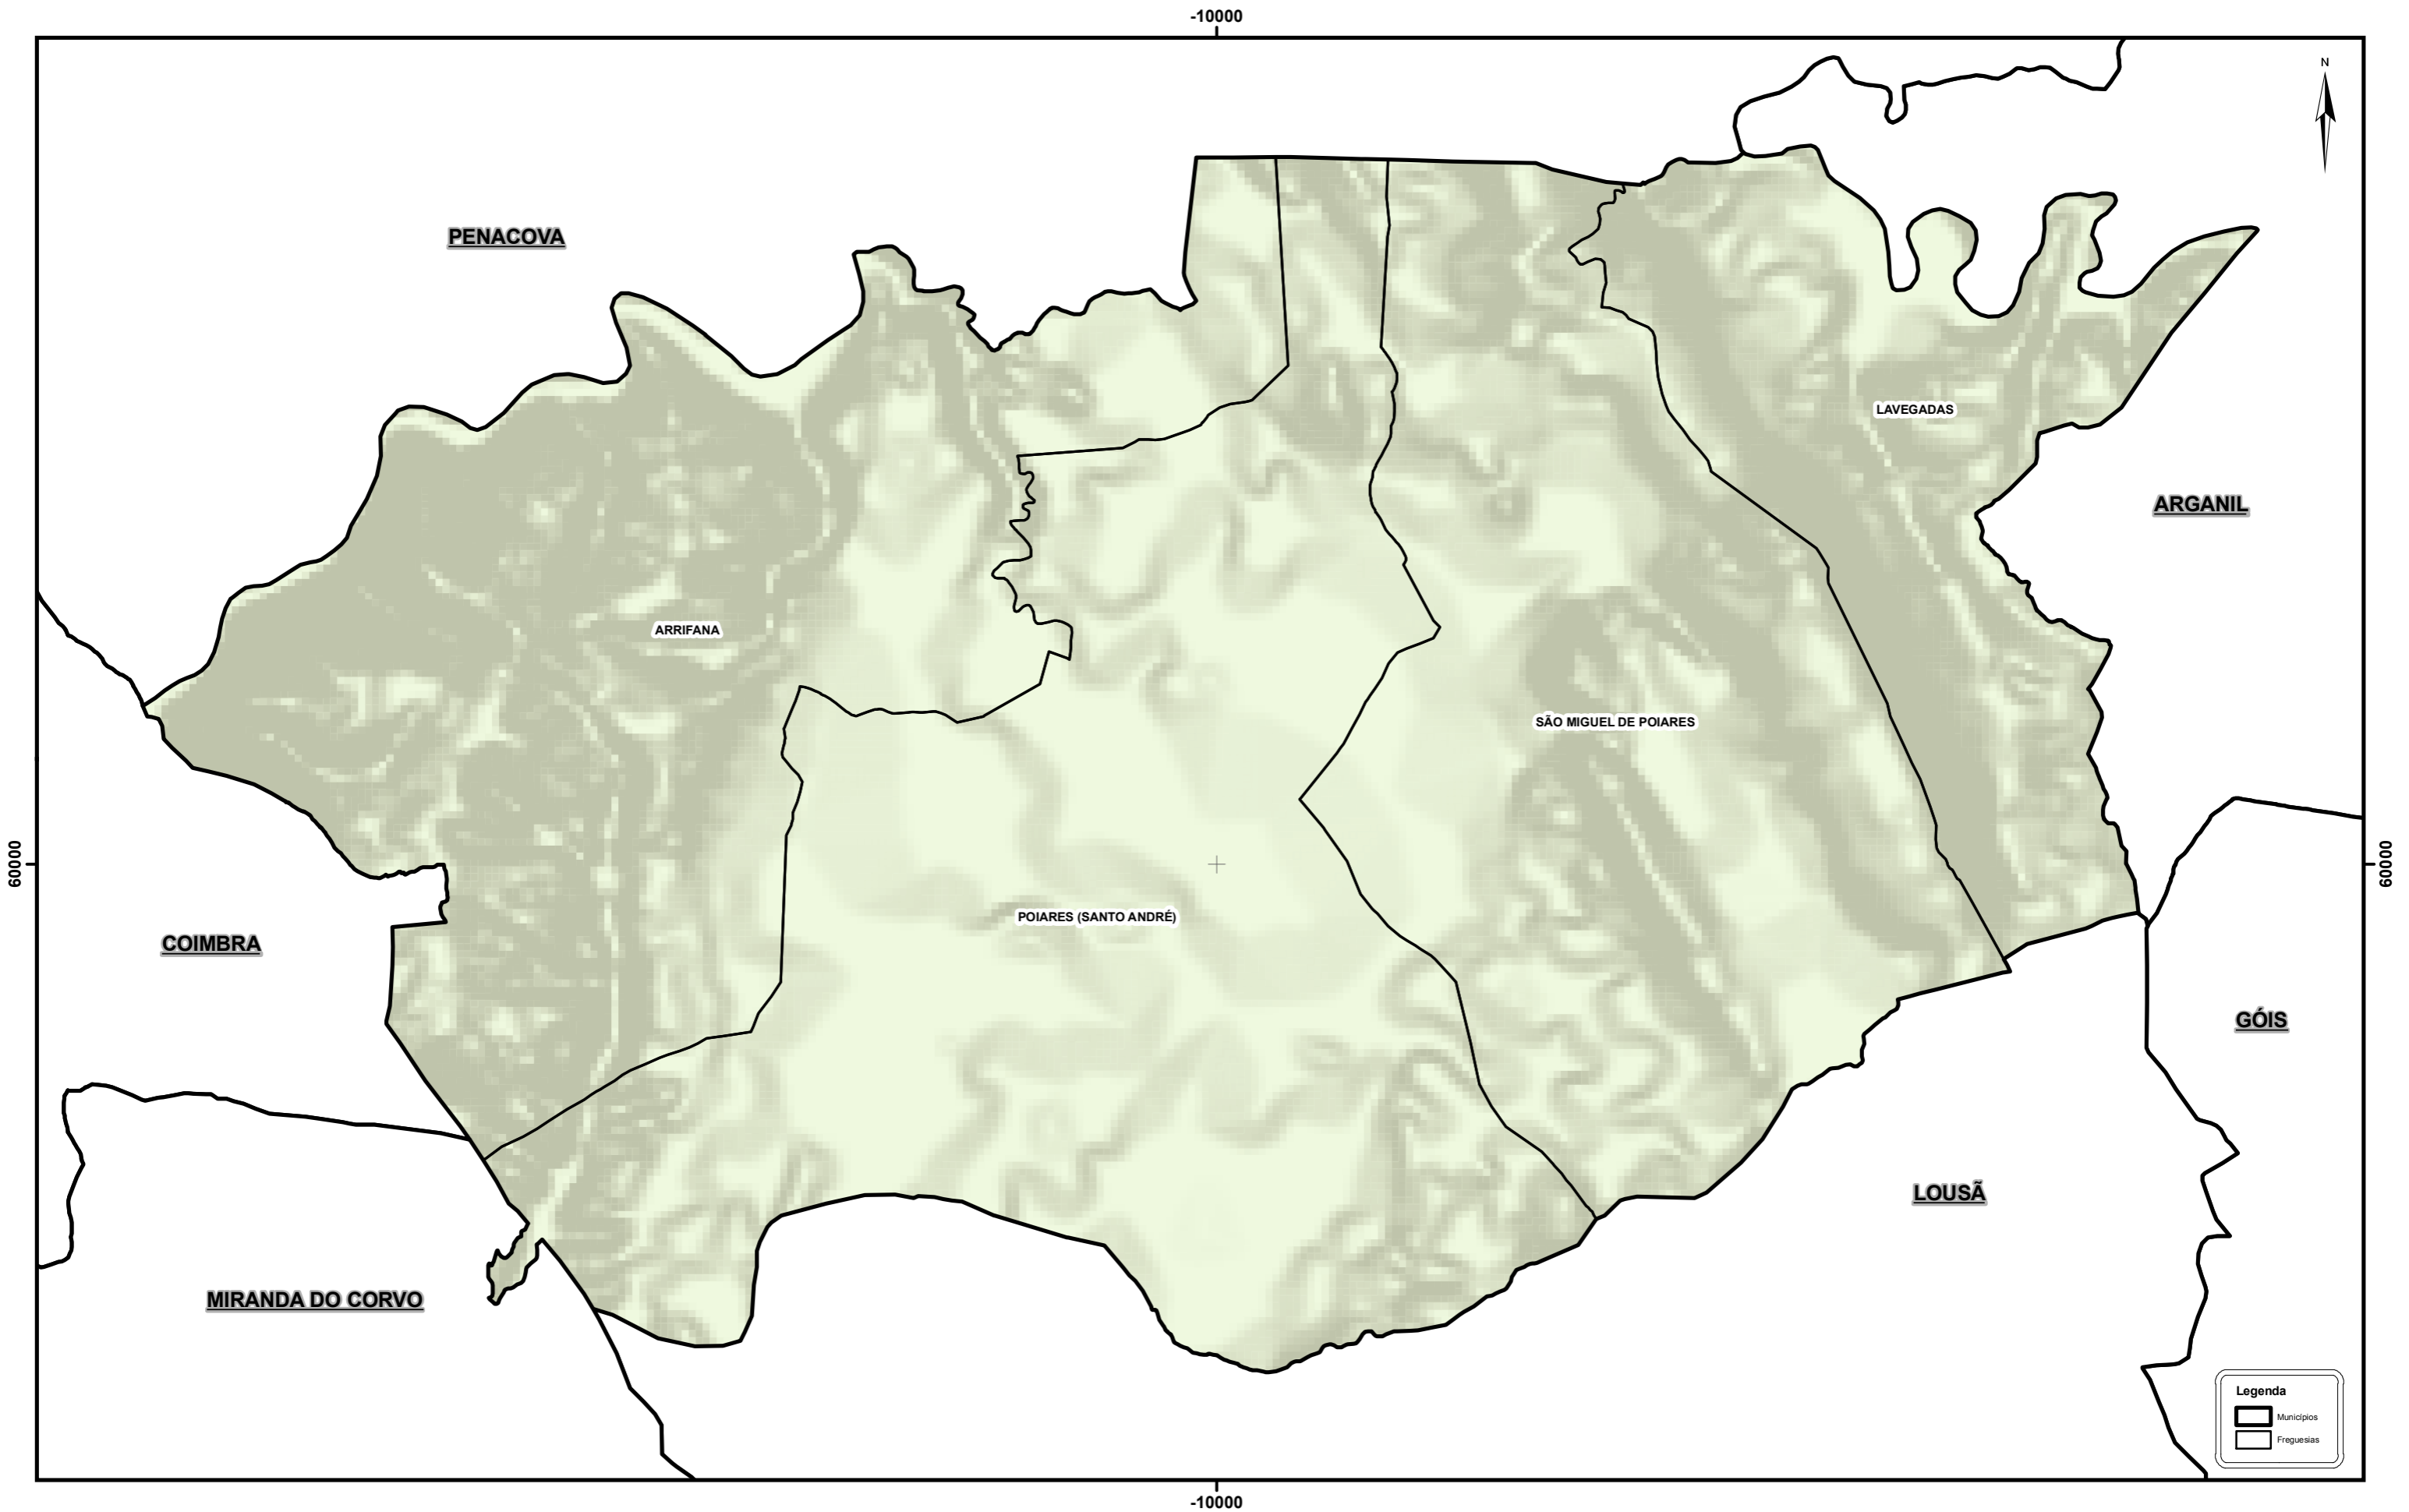 -10000
N
PENACOVA
LAVEGADAS
ARGANIL
ARRIFANA
SÃO MIGUEL DE POIARES
60000
60000
POIARES (SANTO ANDRÉ)
COIMBRA
GÓIS
LOUSÃ
MIRANDA DO CORVO
Legenda
Municípios
Freguesias
-10000